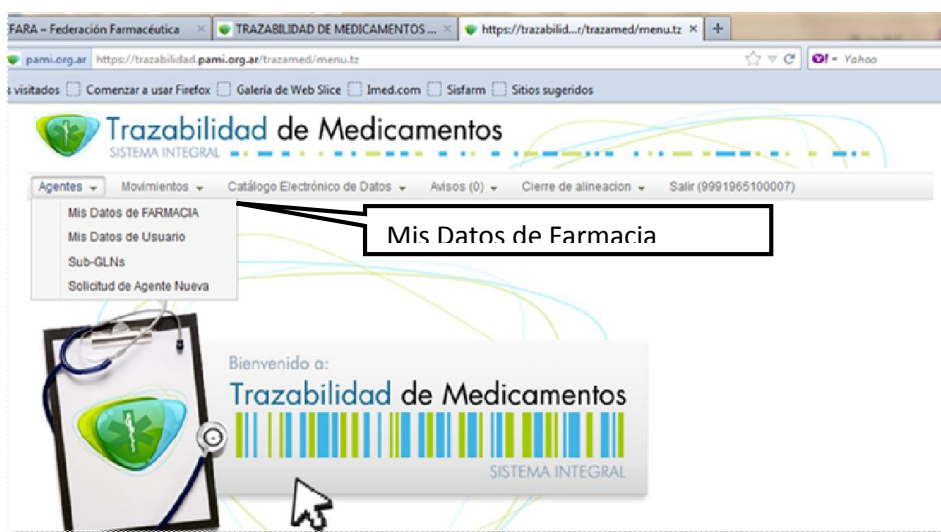 EFARA – Federación Farmacéutica × TRAZABILIDAD DE MEDICAMENTOS ... × https://trazabilid...r/trazamed/menu.tz × +
pami.org.ar https://trazabilidad.pami.org.ar/trazamed/menu.tz Yahoo
s visitados Comenzar a usar Firefox Galería de Web Slice Imed.com Sisfarm Sitios sugeridos
Trazabilidad de Medicamentos
SISTEMA INTEGRAL
Agentes Movimientos Catálogo Electrónico de Datos Avisos (0) Cierre de alineacion Salir (9991965100007)
Mis Datos de FARMACIA
Mis Datos de Usuario
Sub-GLNs
Solicitud de Agente Nueva
Mis Datos de Farmacia
Bienvenido a:
Trazabilidad de Medicamentos
SISTEMA INTEGRAL